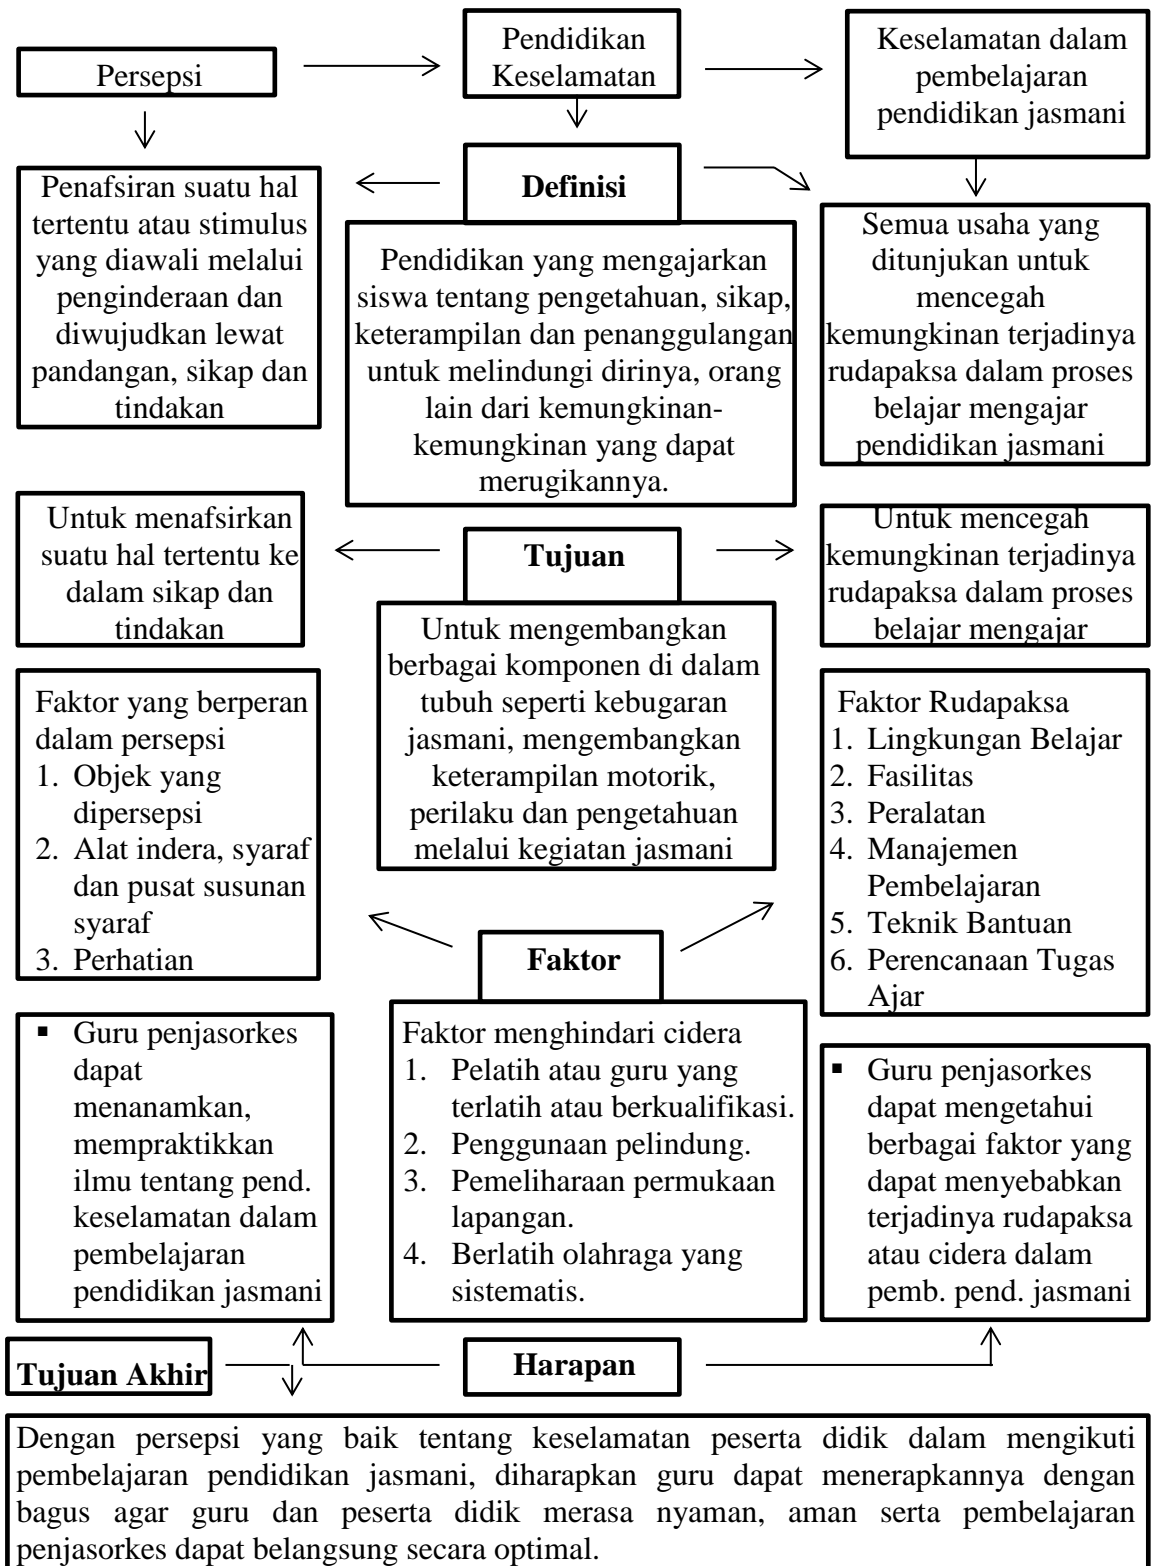 Persepsi
Pendidikan
Keselamatan
Keselamatan dalam
pembelajaran
pendidikan jasmani
Penafsiran suatu hal
tertentu atau stimulus
yang diawali melalui
penginderaan dan
diwujudkan lewat
pandangan, sikap dan
tindakan
Definisi
Pendidikan yang mengajarkan
siswa tentang pengetahuan, sikap,
keterampilan dan penanggulangan
untuk melindungi dirinya, orang
lain dari kemungkinan-
kemungkinan yang dapat
merugikannya.
Semua usaha yang
ditunjukan untuk
mencegah
kemungkinan terjadinya
rudapaksa dalam proses
belajar mengajar
pendidikan jasmani
Untuk menafsirkan
suatu hal tertentu ke
dalam sikap dan
tindakan
Tujuan
Untuk mengembangkan
berbagai komponen di dalam
tubuh seperti kebugaran
jasmani, mengembangkan
keterampilan motorik,
perilaku dan pengetahuan
melalui kegiatan jasmani
Untuk mencegah
kemungkinan terjadinya
rudapaksa dalam proses
belajar mengajar
Faktor yang berperan
dalam persepsi
1. Objek yang
dipersepsi
2. Alat indera, syaraf
dan pusat susunan
syaraf
3. Perhatian
Faktor
Faktor menghindari cidera
1. Pelatih atau guru yang
terlatih atau berkualifikasi.
2. Penggunaan pelindung.
3. Pemeliharaan permukaan
lapangan.
4. Berlatih olahraga yang
sistematis.
Faktor Rudapaksa
1. Lingkungan Belajar
2. Fasilitas
3. Peralatan
4. Manajemen
Pembelajaran
5. Teknik Bantuan
6. Perencanaan Tugas
Ajar
▪ Guru penjasorkes
dapat
menanamkan,
mempraktikkan
ilmu tentang pend.
keselamatan dalam
pembelajaran
pendidikan jasmani
▪ Guru penjasorkes
dapat mengetahui
berbagai faktor yang
dapat menyebabkan
terjadinya rudapaksa
atau cidera dalam
pemb. pend. jasmani
Tujuan Akhir
Harapan
Dengan persepsi yang baik tentang keselamatan peserta didik dalam mengikuti
pembelajaran pendidikan jasmani, diharapkan guru dapat menerapkannya dengan
bagus agar guru dan peserta didik merasa nyaman, aman serta pembelajaran
penjasorkes dapat belangsung secara optimal.